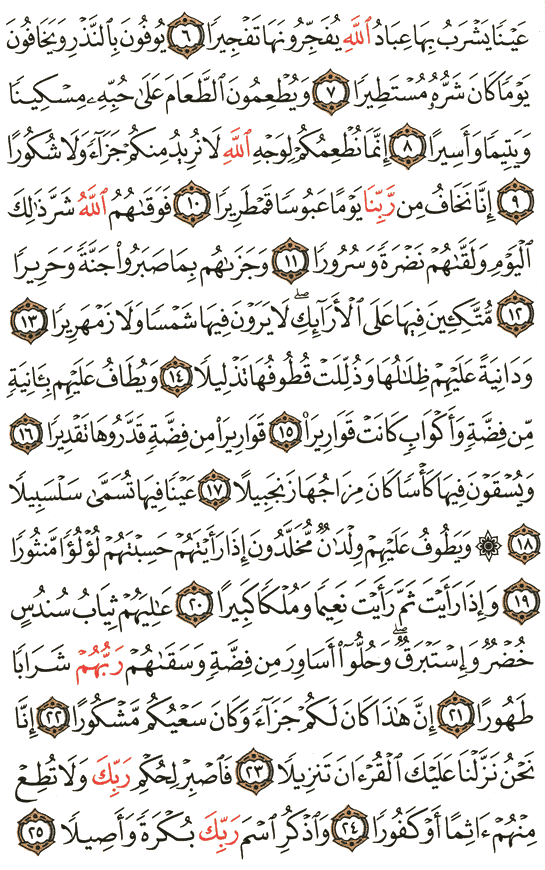 عَيْنًا يَشْرَبُ بِهَا عِبَادُ ٱللَّهِ يُفَجِّرُونَهَا تَفْجِيرًا ٦ يُوفُونَ بِٱلنَّذْرِ وَيَخَافُونَ
يَوْمًا كَانَ شَرُّهُۥ مُسْتَطِيرًا ٧ وَيُطْعِمُونَ ٱلطَّعَامَ عَلَىٰ حُبِّهِۦ مِسْكِينًا
وَيَتِيمًا وَأَسِيرًا ٨ إِنَّمَا نُطْعِمُكُمْ لِوَجْهِ ٱللَّهِ لَا نُرِيدُ مِنكُمْ جَزَآءً وَلَا شُكُورًا
٩ إِنَّا نَخَافُ مِن رَّبِّنَا يَوْمًا عَبُوسًا قَمْطَرِيرًا ١٠ فَوَقَىٰهُمُ ٱللَّهُ شَرَّ ذَٰلِكَ
ٱلْيَوْمِ وَلَقَّىٰهُمْ نَضْرَةً وَسُرُورًا ١١ وَجَزَىٰهُم بِمَا صَبَرُوا۟ جَنَّةً وَحَرِيرًا
١٢ مُّتَّكِـِٔينَ فِيهَا عَلَى ٱلْأَرَآئِكِ ۖ لَا يَرَوْنَ فِيهَا شَمْسًا وَلَا زَمْهَرِيرًا ١٣
وَدَانِيَةً عَلَيْهِمْ ظِلَـٰلُهَا وَذُلِّلَتْ قُطُوفُهَا تَذْلِيلًا ١٤ وَيُطَافُ عَلَيْهِم بِـَٔانِيَةٍ
مِّن فِضَّةٍ وَأَكْوَابٍ كَانَتْ قَوَارِيرَا۠ ١٥ قَوَارِيرَا۟ مِن فِضَّةٍ قَدَّرُوهَا تَقْدِيرًا ١٦
وَيُسْقَوْنَ فِيهَا كَأْسًا كَانَ مِزَاجُهَا زَنجَبِيلًا ١٧ عَيْنًا فِيهَا تُسَمَّىٰ سَلْسَبِيلًا
١٨ ۞ وَيَطُوفُ عَلَيْهِمْ وِلْدَٰنٌ مُّخَلَّدُونَ إِذَا رَأَيْتَهُمْ حَسِبْتَهُمْ لُؤْلُؤًا مَّنثُورًا
١٩ وَإِذَا رَأَيْتَ ثَمَّ رَأَيْتَ نَعِيمًا وَمُلْكًا كَبِيرًا ٢٠ عَـٰلِيَهُمْ ثِيَابُ سُندُسٍ
خُضْرٌ وَإِسْتَبْرَقٌ ۖ وَحُلُّوٓا۟ أَسَاوِرَ مِن فِضَّةٍ وَسَقَىٰهُمْ رَبُّهُمْ شَرَابًا
طَهُورًا ٢١ إِنَّ هَـٰذَا كَانَ لَكُمْ جَزَآءً وَكَانَ سَعْيُكُم مَّشْكُورًا ٢٢ إِنَّا
نَحْنُ نَزَّلْنَا عَلَيْكَ ٱلْقُرْءَانَ تَنزِيلًا ٢٣ فَٱصْبِرْ لِحُكْمِ رَبِّكَ وَلَا تُطِعْ
مِنْهُمْ ءَاثِمًا أَوْ كَفُورًا ٢٤ وَٱذْكُرِ ٱسْمَ رَبِّكَ بُكْرَةً وَأَصِيلًا ٢٥